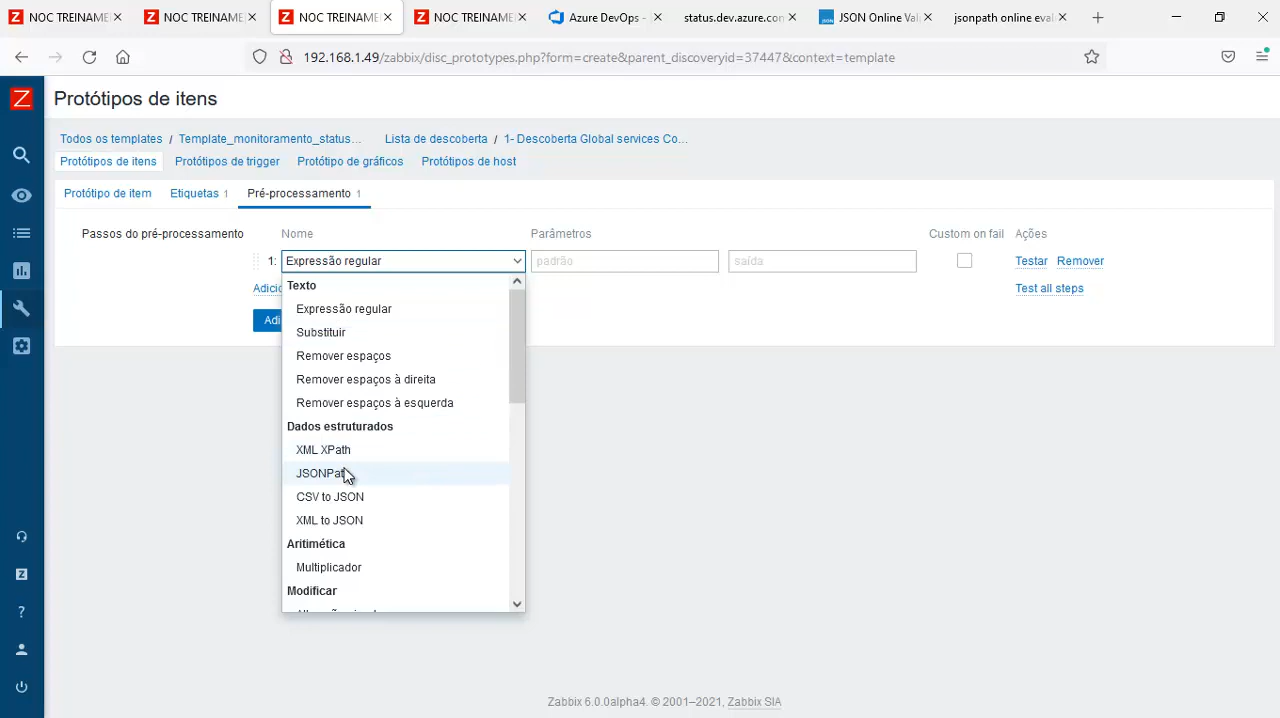 NOC TREINAME
NOC TREINAME
NOC TREINAME
NOC TREINAME
Azure DevOps -
status.dev.azure.con
JSON Online Vali
jsonpath online eval
192.168.1.49/zabbix/disc_prototypes.php?form=create&parent_discoveryid=37447&context=template
Z
Protótipos de itens
Todos os templates / Template_monitoramento_status... Lista de descoberta / 1- Descoberta Global services Co...
Protótipos de itens Protótipos de trigger Protótipo de gráficos Protótipos de host
Protótipo de item Etiquetas 1 Pré-processamento 1
Passos do pré-processamento Nome Parâmetros Custom on fail Ações
1: Expressão regular padrão saída Testar Remover
Adicio Test all steps
Adi
Texto
Expressão regular
Substituir
Remover espaços
Remover espaços à direita
Remover espaços à esquerda
Dados estruturados
XML XPath
JSONPath
CSV to JSON
XML to JSON
Aritimética
Multiplicador
Modificar
Z
?
Zabbix 6.0.0alpha4. © 2001–2021, Zabbix SIA